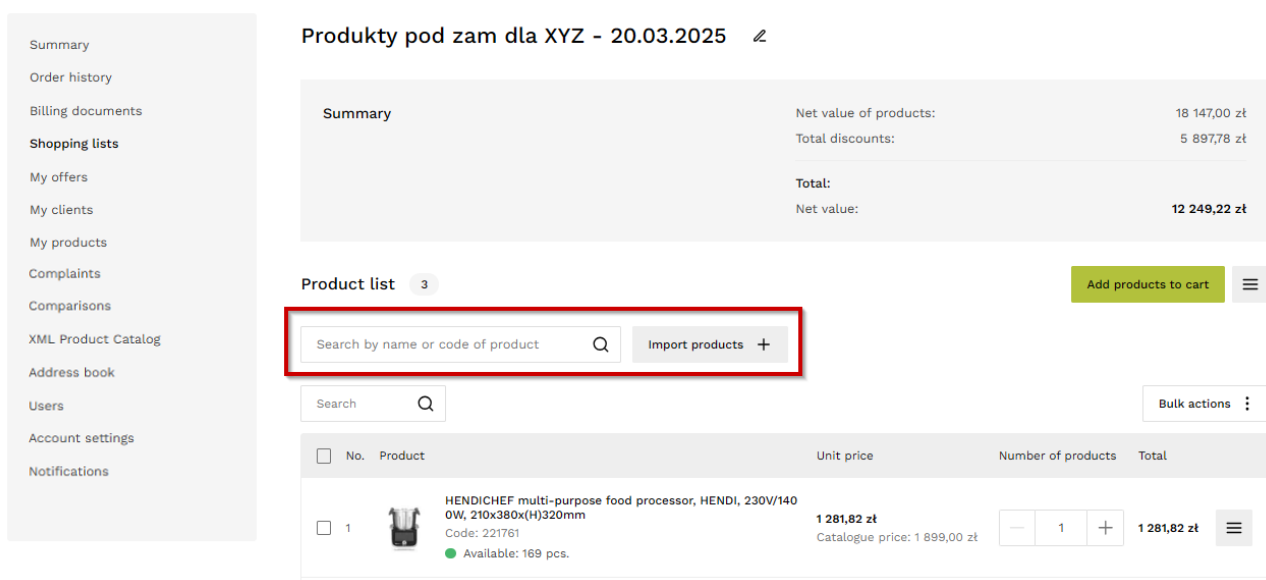 Summary
Order history
Billing documents
Shopping lists
My offers
My clients
My products
Complaints
Comparisons
XML Product Catalog
Address book
Users
Account settings
Notifications
Produkty pod zam dla XYZ - 20.03.2025
Summary
Net value of products: 18 147,00 zł
Total discounts: 5 897,78 zł
Total:
Net value: 12 249,22 zł
Product list 3
Add products to cart
Search by name or code of product
Import products +
Search
Bulk actions
No. Product Unit price Number of products Total
HENDICHEF multi-purpose food processor, HENDI, 230V/140
0W, 210x380x(H)320mm
Code: 221761
Available: 169 pcs.
1
1 281,82 zł
Catalogue price: 1 899,00 zł
— 1 +
1 281,82 zł